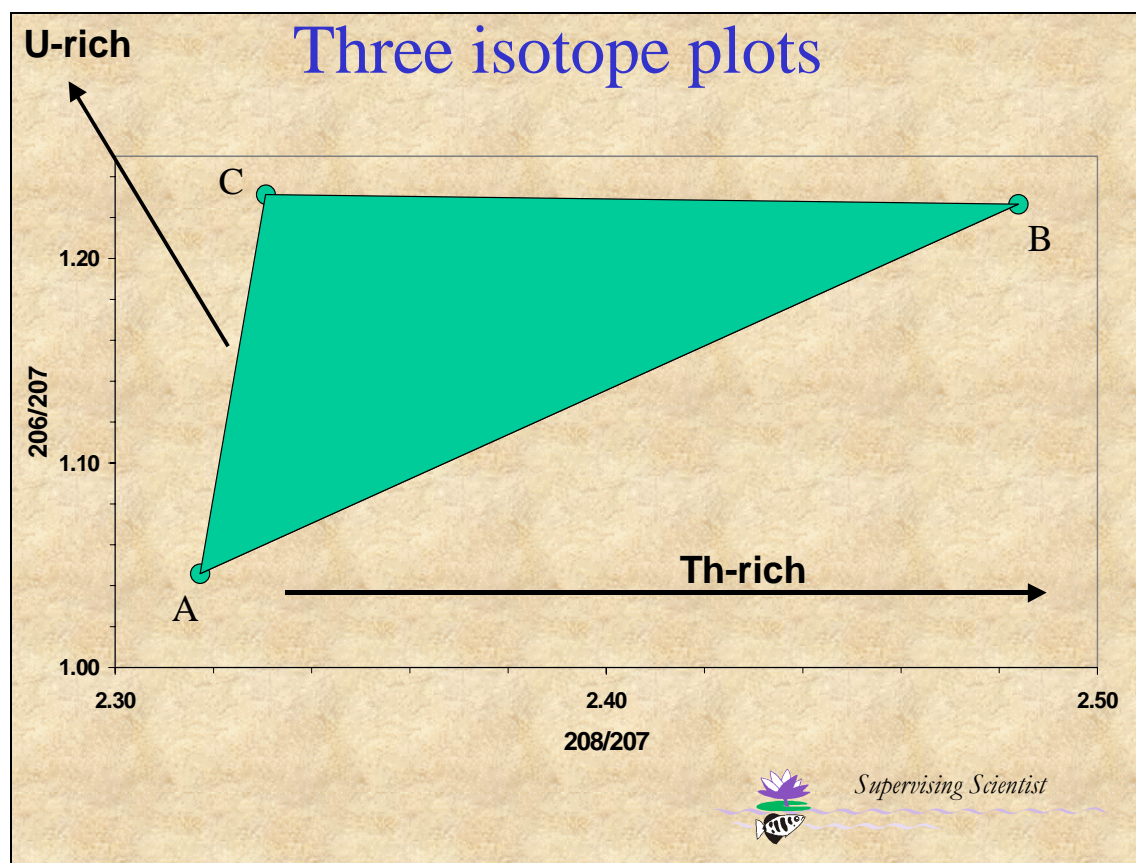 Three isotope plots
U-rich
C
B
1.20
206/207
1.10
Th-rich
A
1.00
2.30 2.40 2.50
208/207
Supervising Scientist